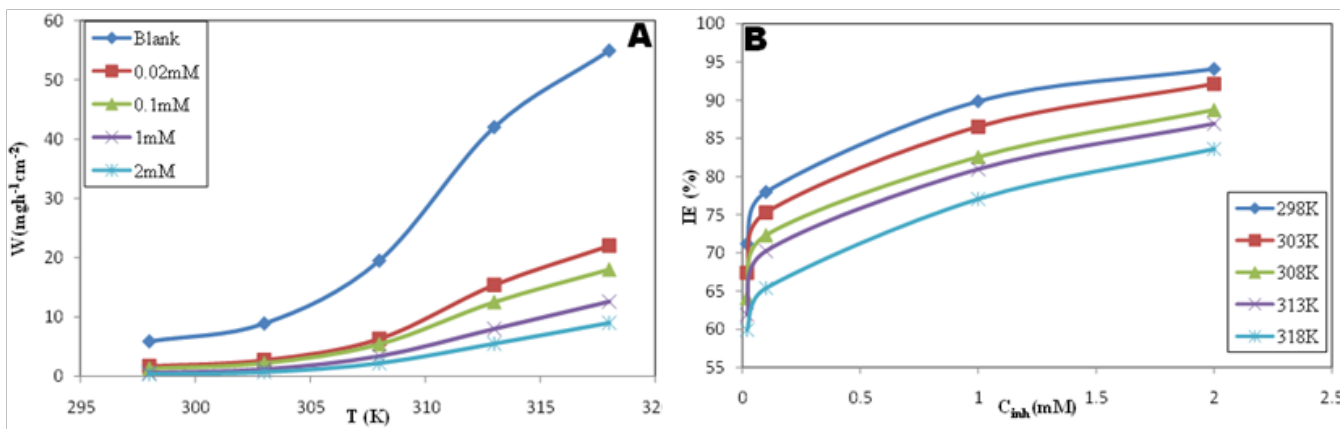 A
60
50
40
30
20
10
0
W (mgh-1cm-2)
Blank
0.02mM
0.1mM
1mM
2mM
295
300
305
310
315
320
T (K)
B
100
95
90
85
80
75
70
65
60
55
IE (%)
298K
303K
308K
313K
318K
0
0.5
1
1.5
2
2.5
Cinh(mM)